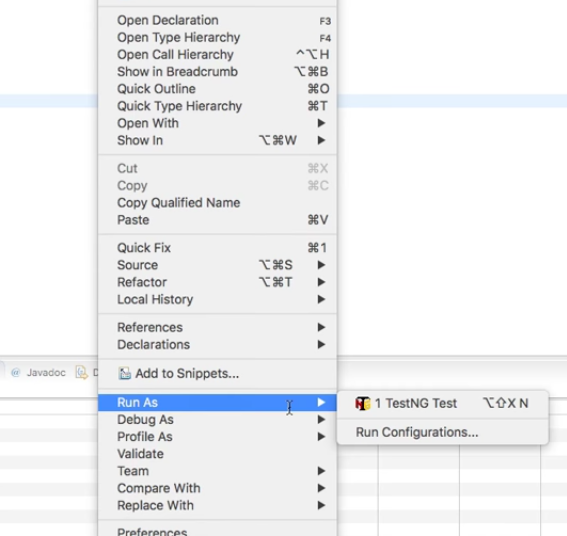 Open Declaration F3
Open Type Hierarchy F4
Open Call Hierarchy ^⌥H
Show in Breadcrumb ⌥⌘B
Quick Outline ⌘O
Quick Type Hierarchy ⌘T
Open With ▶
Show In ⌥⌘W ▶
Cut ⌘X
Copy ⌘C
Copy Qualified Name
Paste ⌘V
Quick Fix ⌘1
Source ⌥⌘S ▶
Refactor ⌥⌘T ▶
Local History ▶
References ▶
Declarations ▶
@ Javadoc D
Add to Snippets...
Run As ▶
1 TestNG Test ⌥⇧X N
Debug As ▶
Run Configurations...
Profile As ▶
Validate
Team ▶
Compare With ▶
Replace With ▶
Preferences